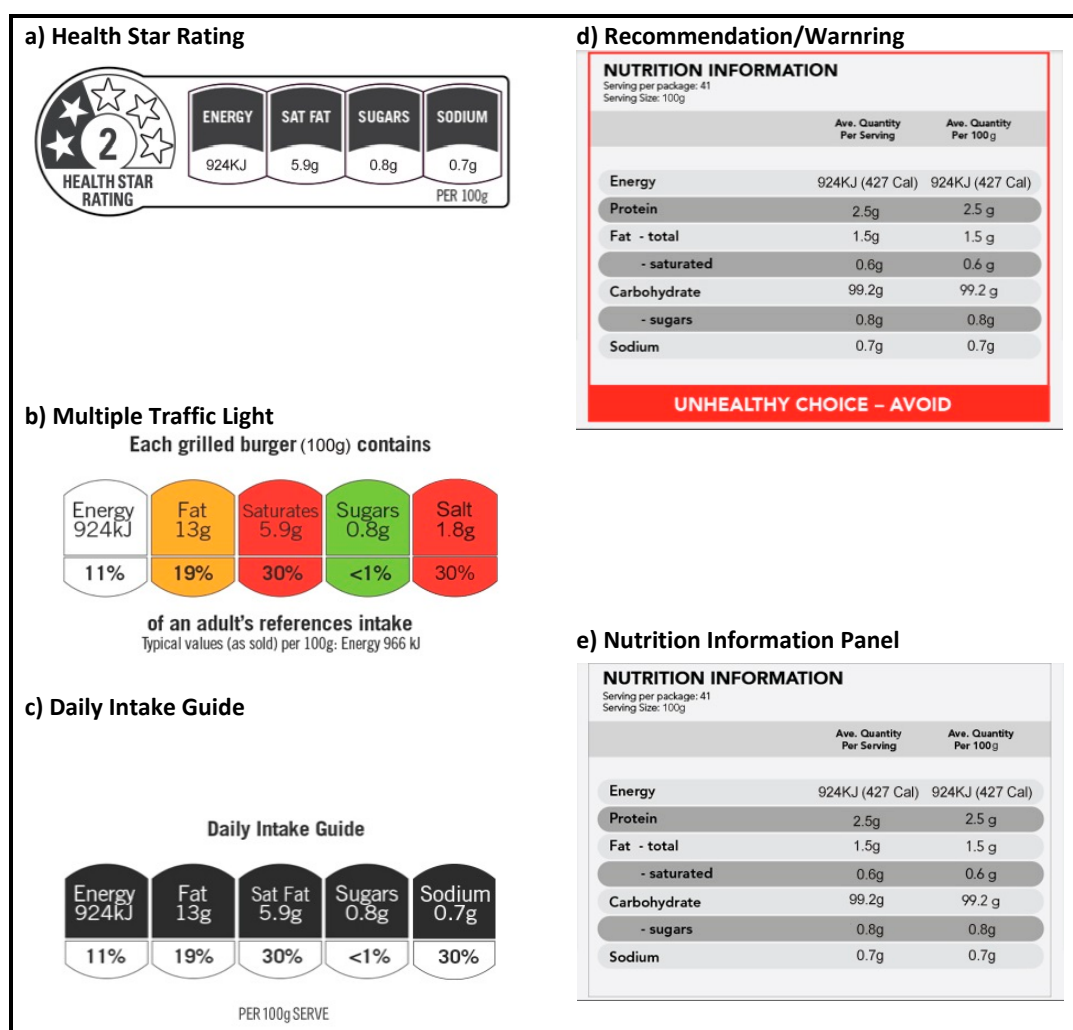 a) Health Star Rating
2
HEALTH STAR
RATING
ENERGY SAT FAT SUGARS SODIUM
924KJ 5.9g 0.8g 0.7g
PER 100g
b) Multiple Traffic Light
Each grilled burger (100g) contains
Energy Fat Saturates Sugars Salt
924kJ 13g 5.9g 0.8g 1.8g
11% 19% 30% <1% 30%
of an adult's references intake
Typical values (as sold) per 100g: Energy 966 kJ
c) Daily Intake Guide
Daily Intake Guide
Energy Fat Sat Fat Sugars Sodium
924kJ 13g 5.9g 0.8g 0.7g
11% 19% 30% <1% 30%
PER 100g SERVE
d) Recommendation/Warnring
NUTRITION INFORMATION
Serving per package: 41
Serving Size: 100g
Ave. Quantity Ave. Quantity
Per Serving Per 100g
Energy 924KJ (427 Cal) 924KJ (427 Cal)
Protein 2.5g 2.5 g
Fat - total 1.5g 1.5 g
- saturated 0.6g 0.6 g
Carbohydrate 99.2g 99.2 g
- sugars 0.8g 0.8g
Sodium 0.7g 0.7g
UNHEALTHY CHOICE – AVOID
e) Nutrition Information Panel
NUTRITION INFORMATION
Serving per package: 41
Serving Size: 100g
Ave. Quantity Ave. Quantity
Per Serving Per 100g
Energy 924KJ (427 Cal) 924KJ (427 Cal)
Protein 2.5g 2.5 g
Fat - total 1.5g 1.5 g
- saturated 0.6g 0.6 g
Carbohydrate 99.2g 99.2 g
- sugars 0.8g 0.8g
Sodium 0.7g 0.7g